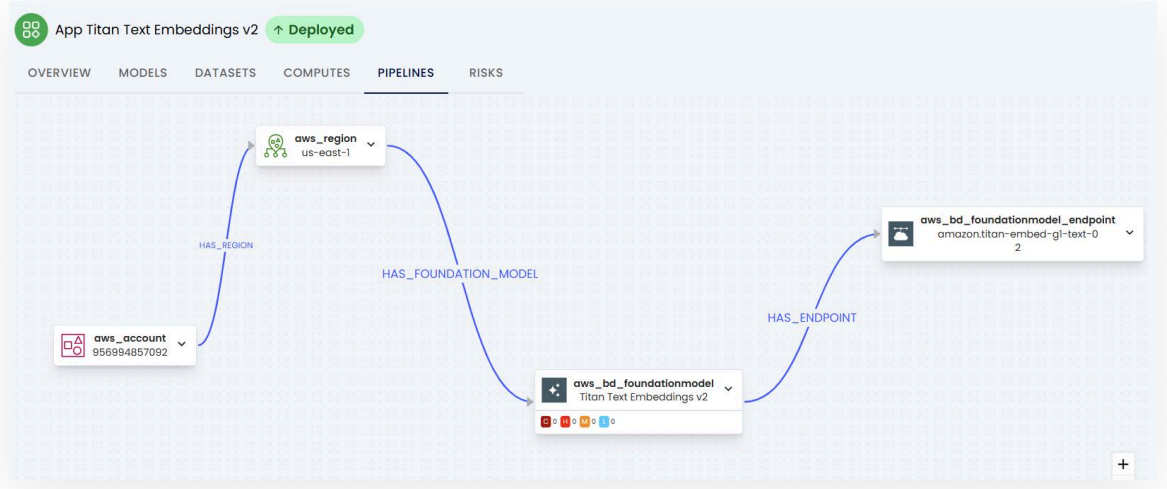 App Titan Text Embeddings v2 ↑ Deployed
OVERVIEW MODELS DATASETS COMPUTES PIPELINES RISKS
aws_region
us-east-1
HAS_REGION
HAS_FOUNDATION_MODEL
aws_account
956994857092
aws_bd_foundationmodel
Titan Text Embeddings v2
C 0 H 0 M 0 L 0
HAS_ENDPOINT
aws_bd_foundationmodel_endpoint
amazon.titan-embed-g1-text-0
2
+